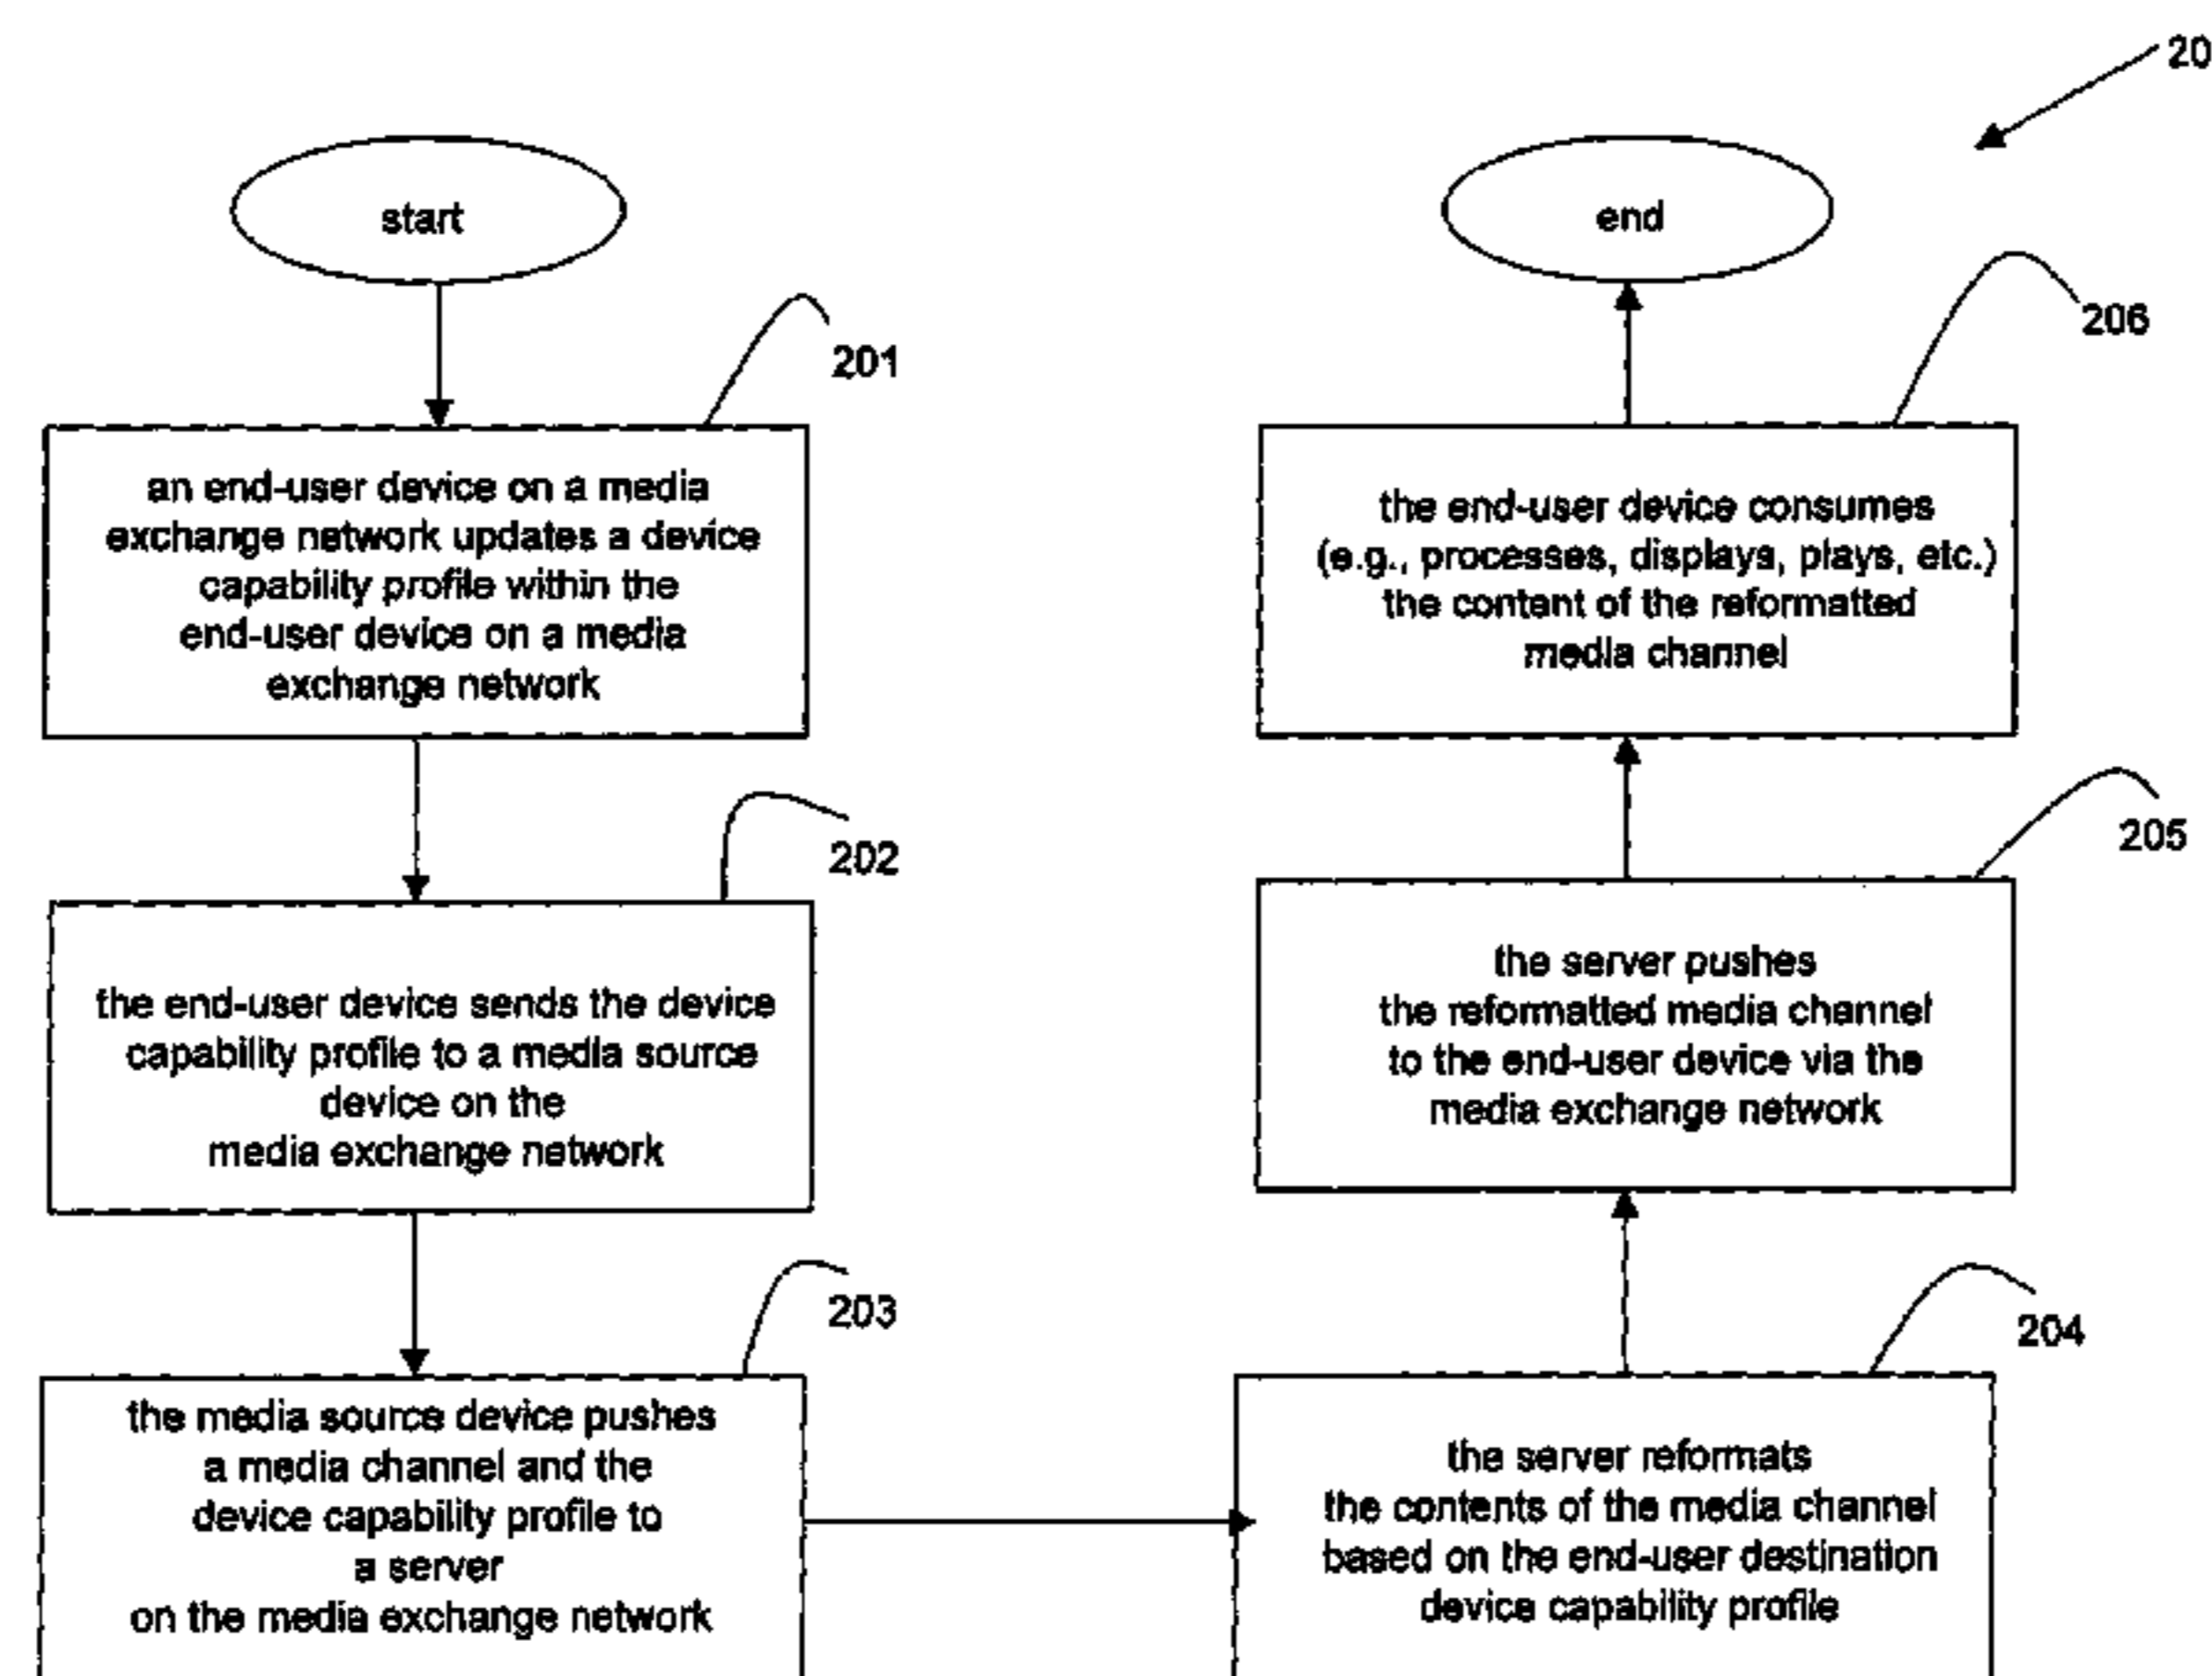 20
start
201
an end-user device on a media
exchange network updates a device
capability profile within the
end-user device on a media
exchange network
202
the end-user device sends the device
capability profile to a media source
device on the
media exchange network
203
the media source device pushes
a media channel and the
device capability profile to
a server
on the media exchange network
204
the server reformats
the contents of the media channel
based on the end-user destination
device capability profile
205
the server pushes
the reformatted media channel
to the end-user device via the
media exchange network
206
the end-user device consumes
(e.g., processes, displays, plays, etc.)
the content of the reformatted
media channel
end